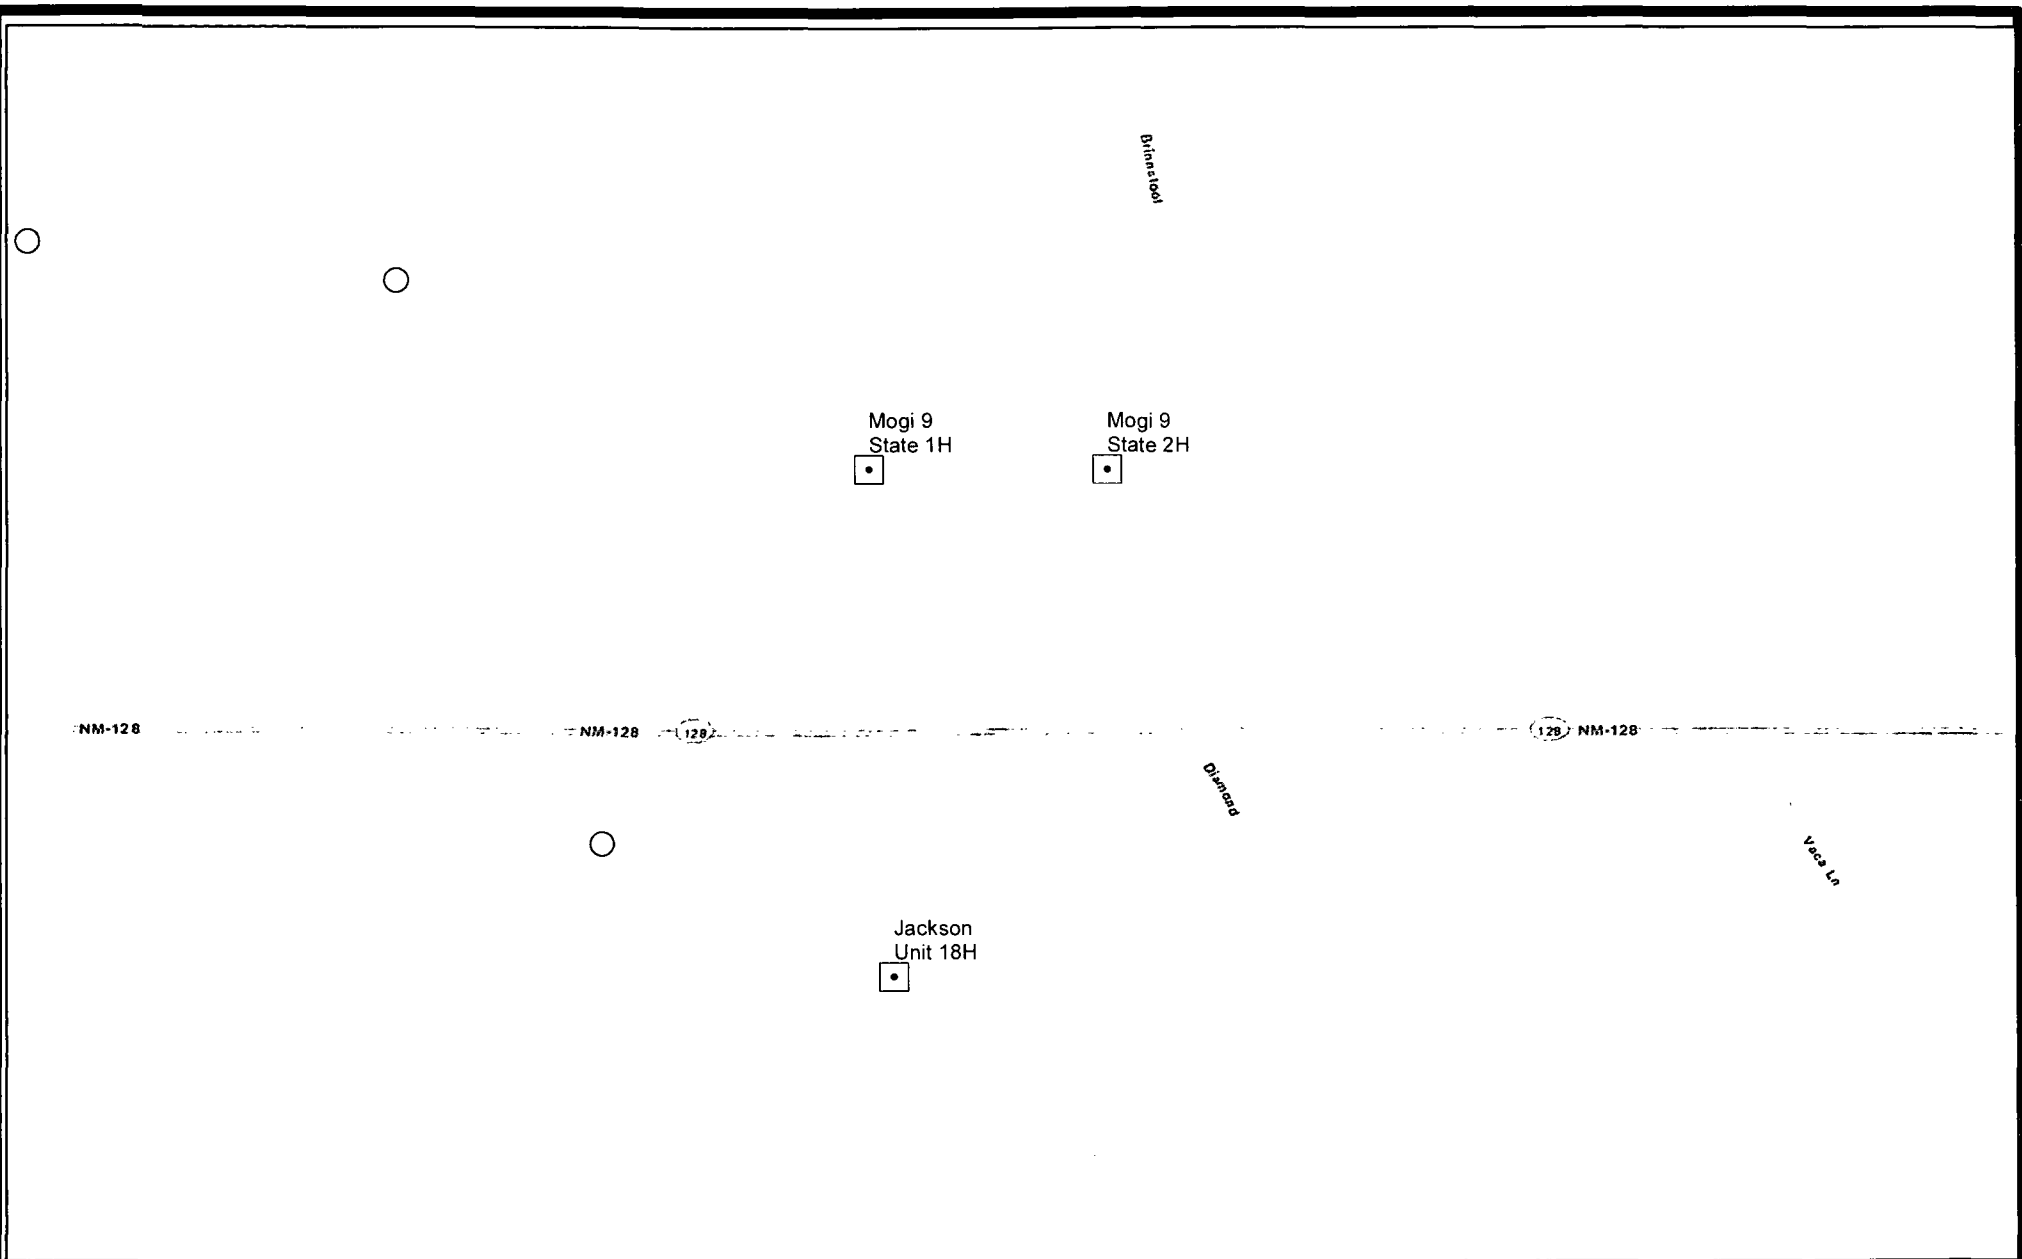 Brinnstool
Mogi 9
State 1H
Mogi 9
State 2H
NM-128
NM-128
128
128
NM-128
Diamond
Vaca Ln
Jackson
Unit 18H